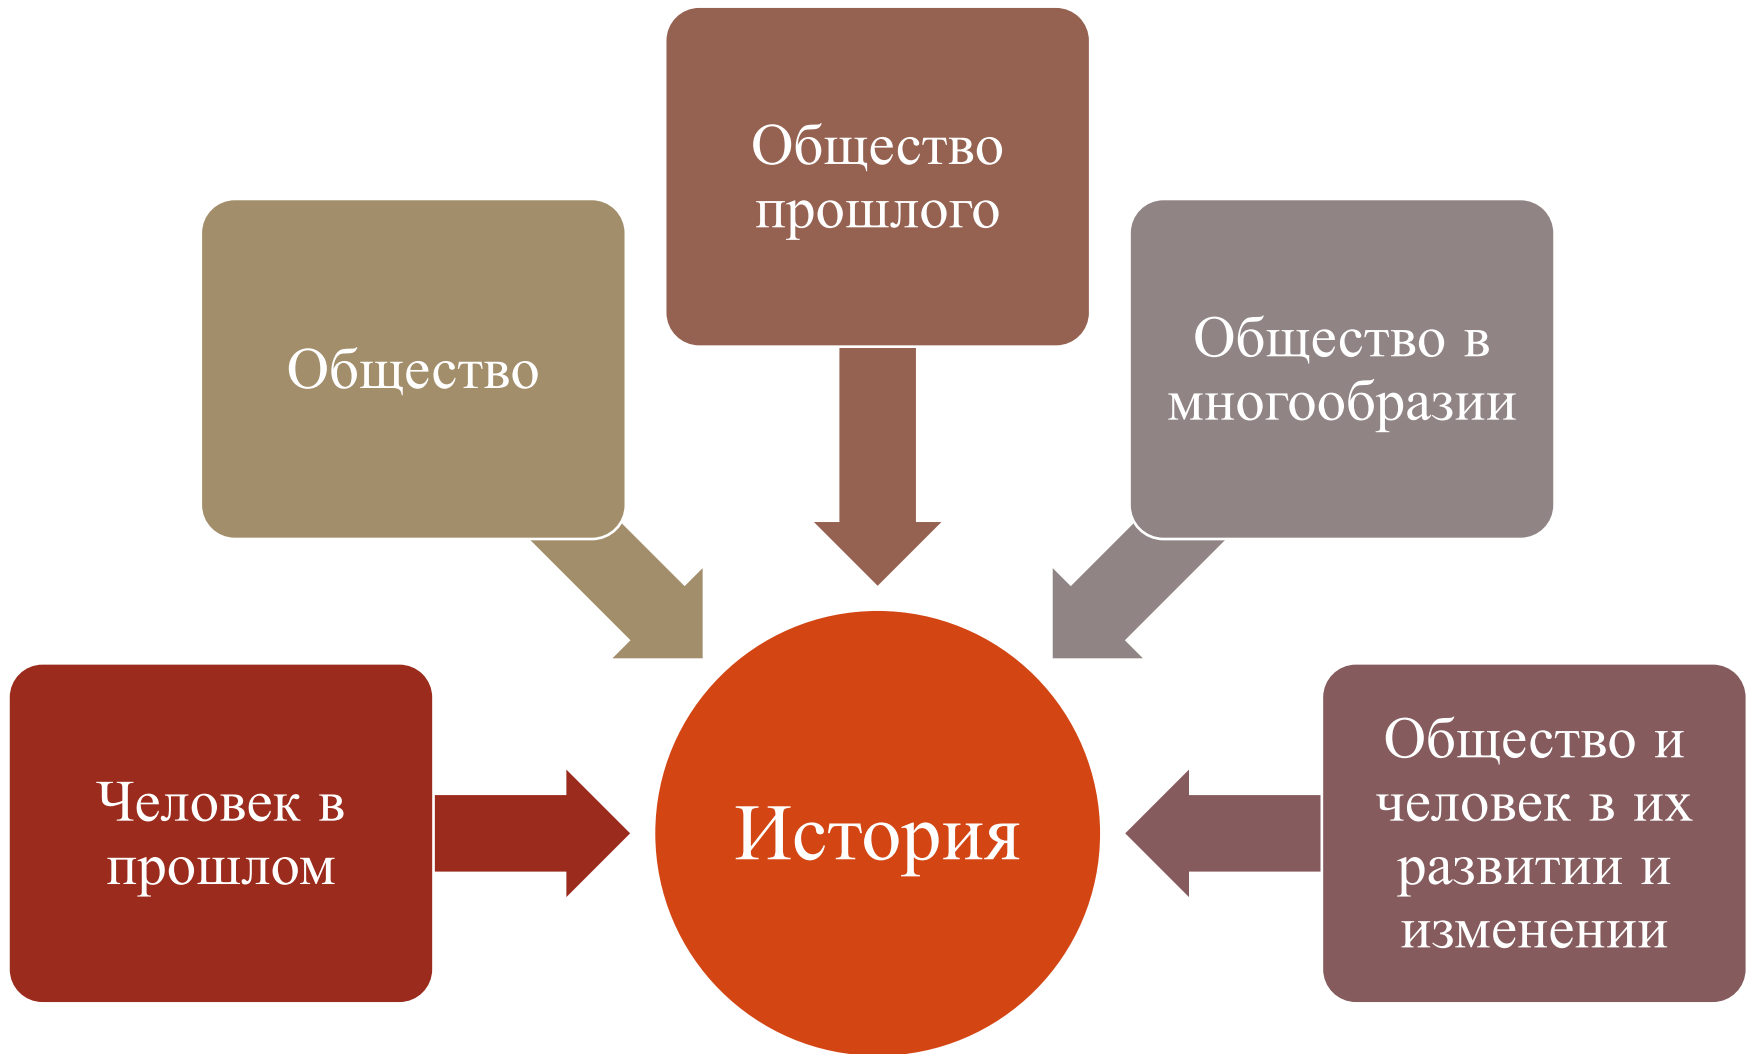 Общество
прошлого
Общество
Общество в
многообразии
Человек в
прошлом
История
Общество и
человек в их
развитии и
изменении